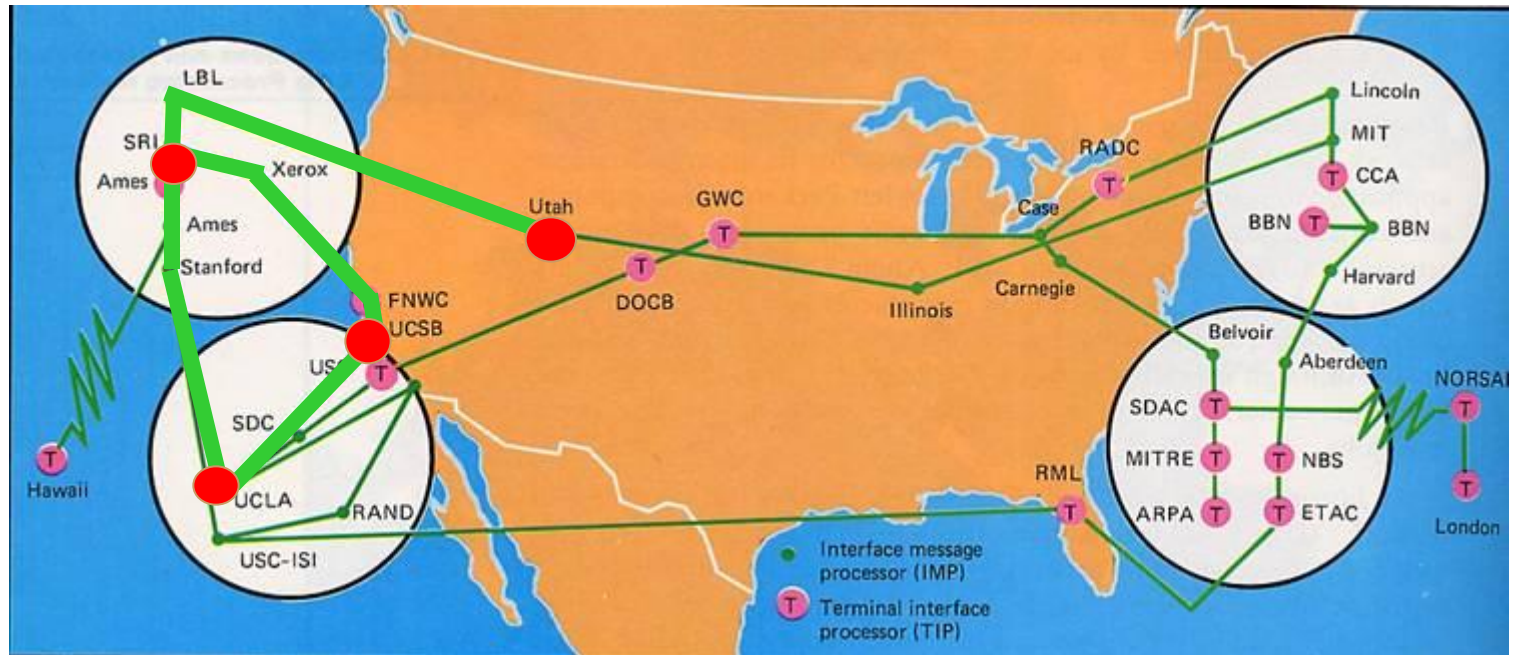 LBL
SRI
Ames
Xerox
Ames
Stanford
FNWC
UCSB
SDC
UCLA
RAND
USC-ISI
Hawaii
Utah
GWC
T
T
DOCB
Illinois
Case
RADC
T
Carnegie
Lincoln
MIT
T
CCA
BBN
T
BBN
Harvard
Belvoir
Aberdeen
SDAC
T
MITRE
T
T
NBS
ARPA
T
T
ETAC
T
T
London
RML
T
T
T
Interface message
processor (IMP)
T
Terminal interface
processor (TIP)